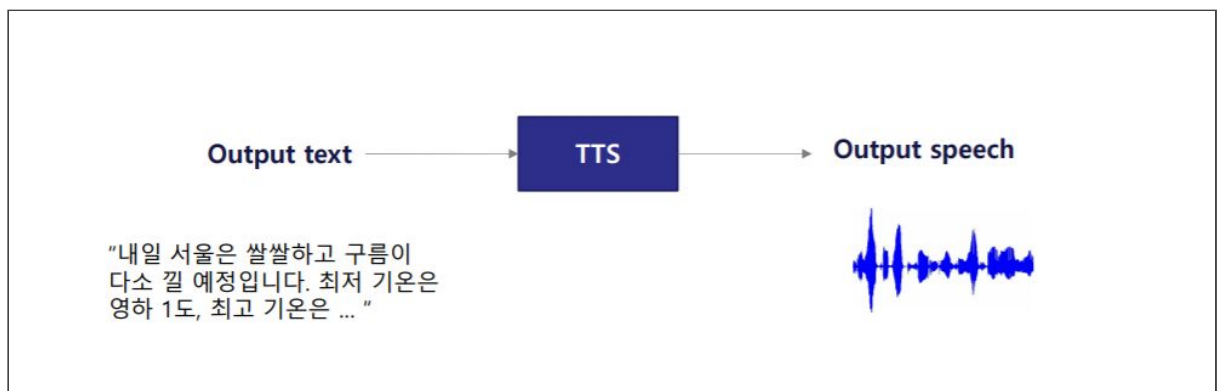 Output text
TTS
Output speech
"내일 서울은 쌀쌀하고 구름이
다소 낄 예정입니다. 최저 기온은
영하 1도, 최고 기온은 ... "